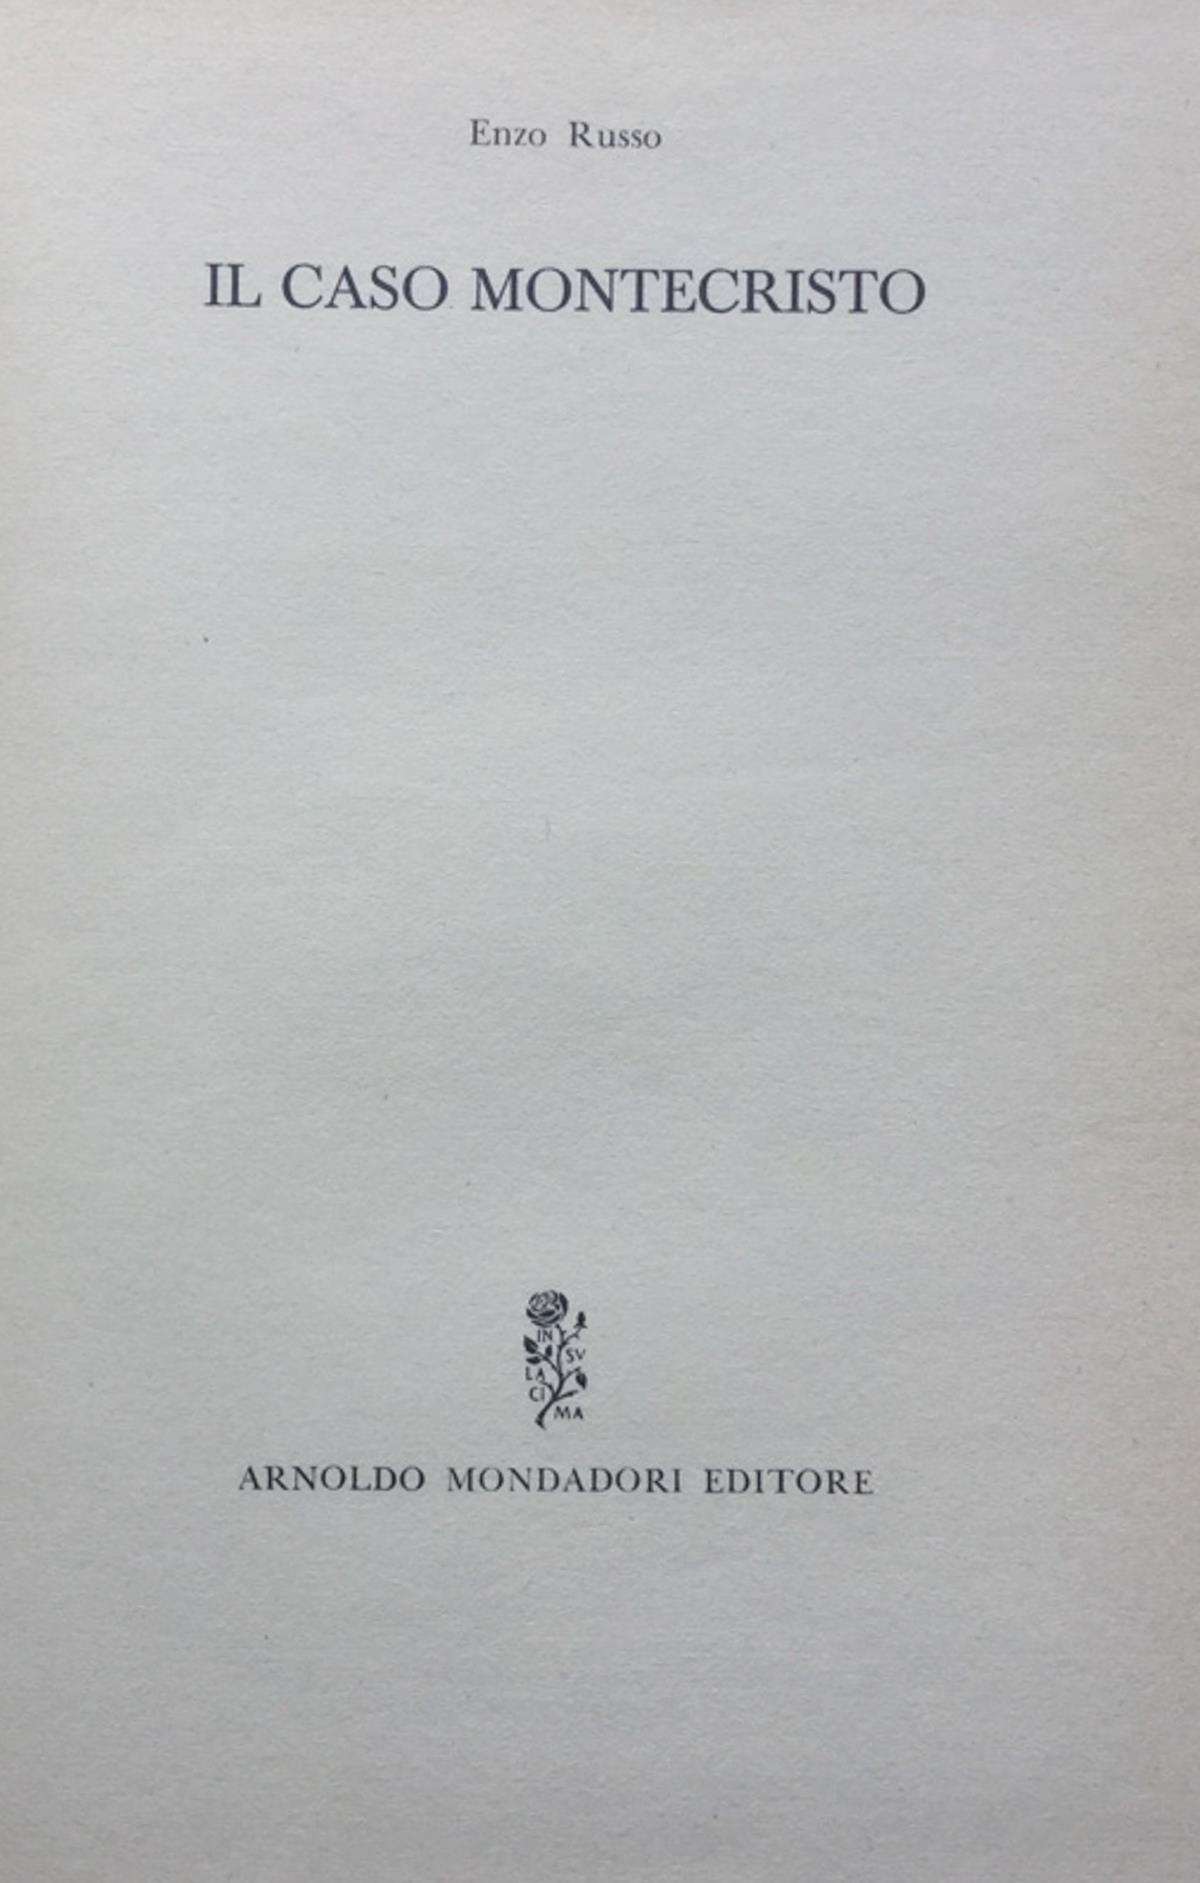 Enzo Russo
IL CASO MONTECRISTO
IN
SV
LA
CI
MA
ARNOLDO MONDADORI EDITORE